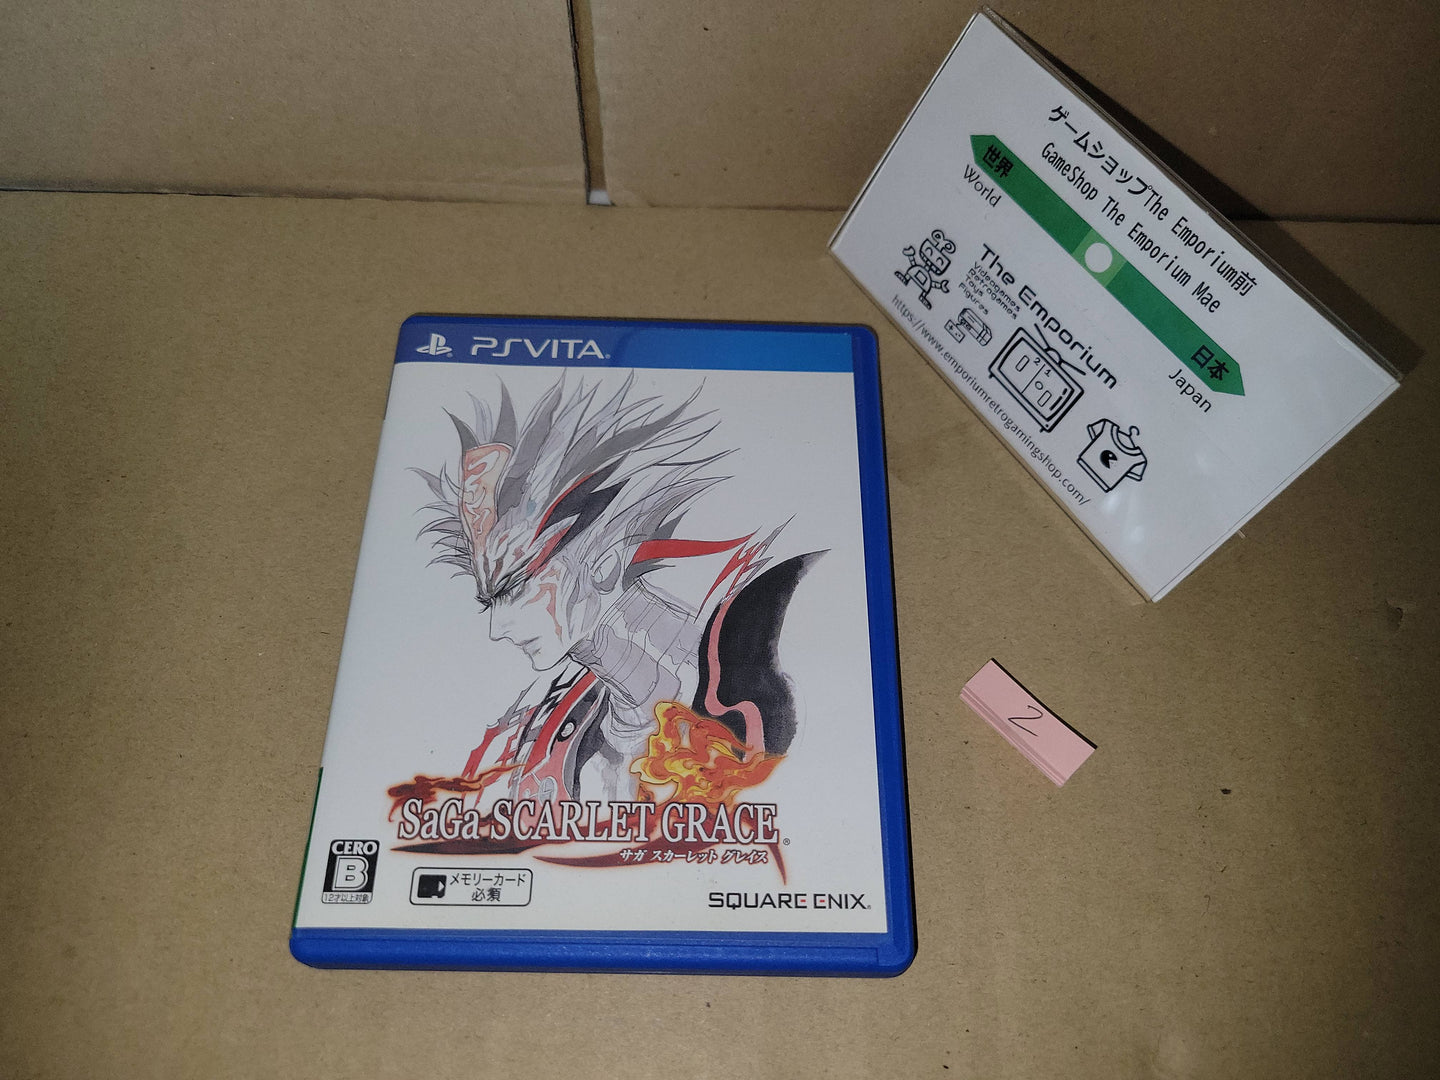 PSVITA®
SaGa SCARLET GRACE®
サガ スカーレット グレイス
CERO
B
12才以上対象
メモリーカード
必須
SQUARE ENIX®
ゲームショップThe Emporium前
GameShop The Emporium Mae
世界
World
日本
Japan
The Emporium
Videogames
Retrogames
Toys
Figures
21
https://www.emporiumretrogamingshop.com/
2